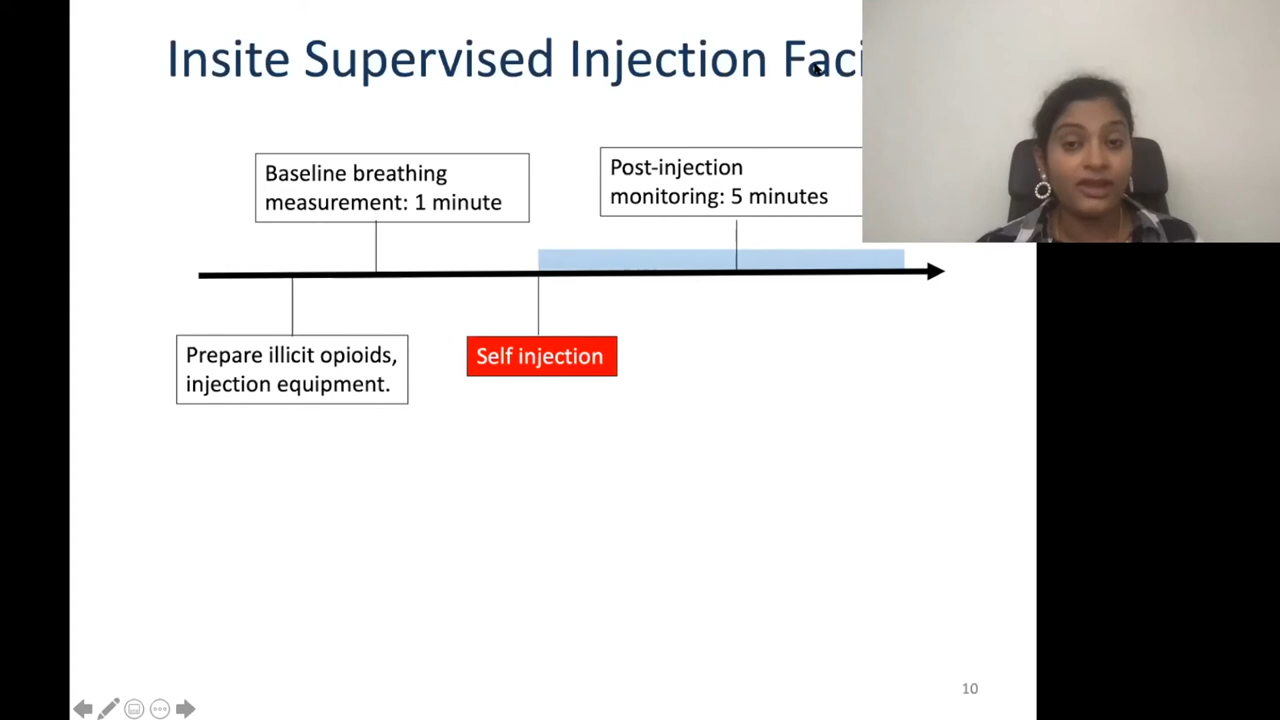 Insite Supervised Injection
Baseline breathing
measurement: 1 minute
Post-injection
monitoring: 5 minutes
Prepare illicit opioids,
injection equipment.
Self injection
10